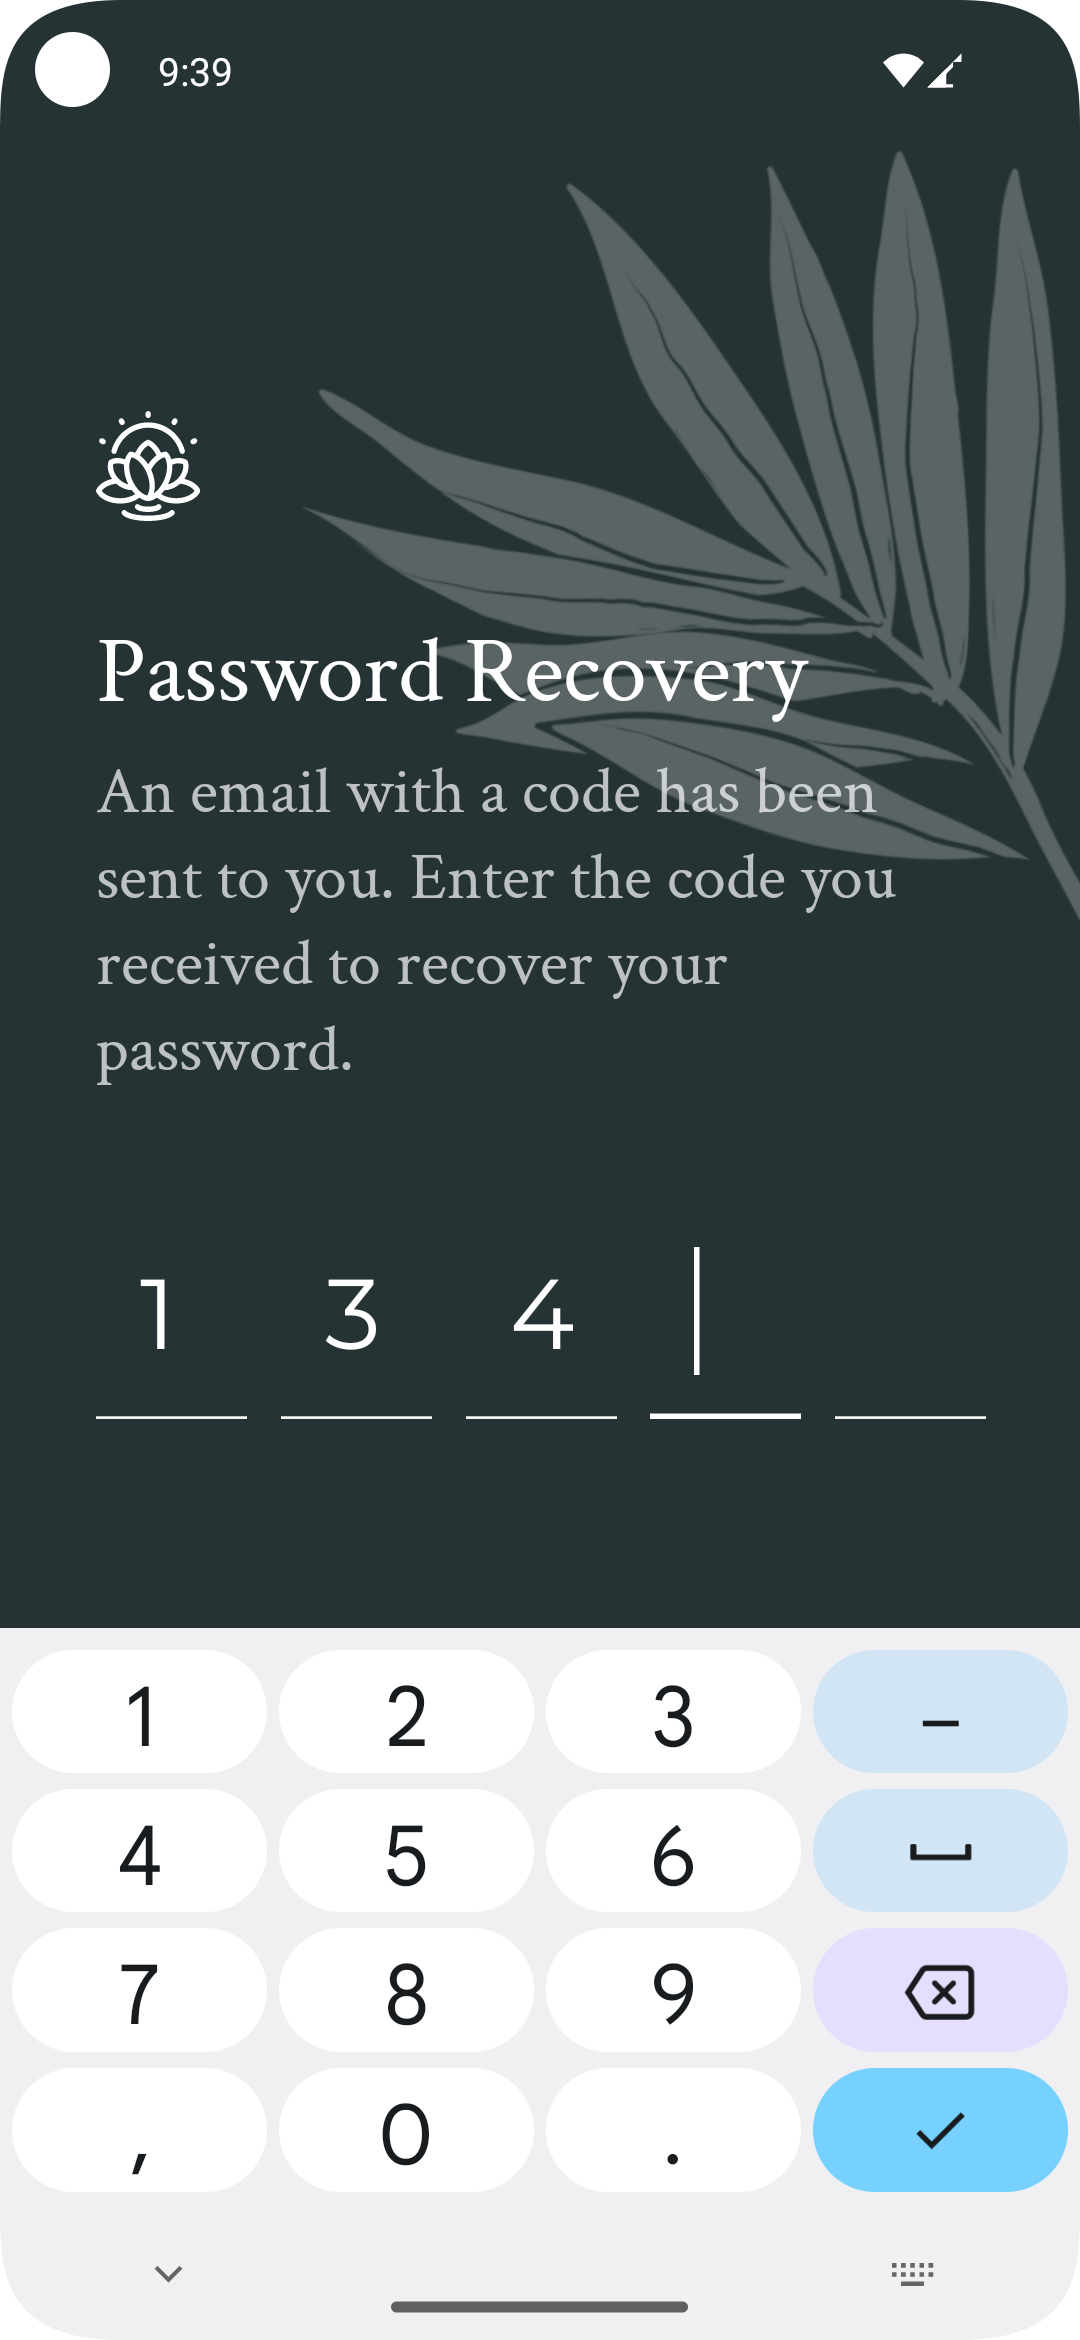 9:39
Password Recovery
An email with a code has been
sent to you. Enter the code you
received to recover your
password.
1 3 4
1 2 3 –
4 5 6
7 8 9
, 0 .